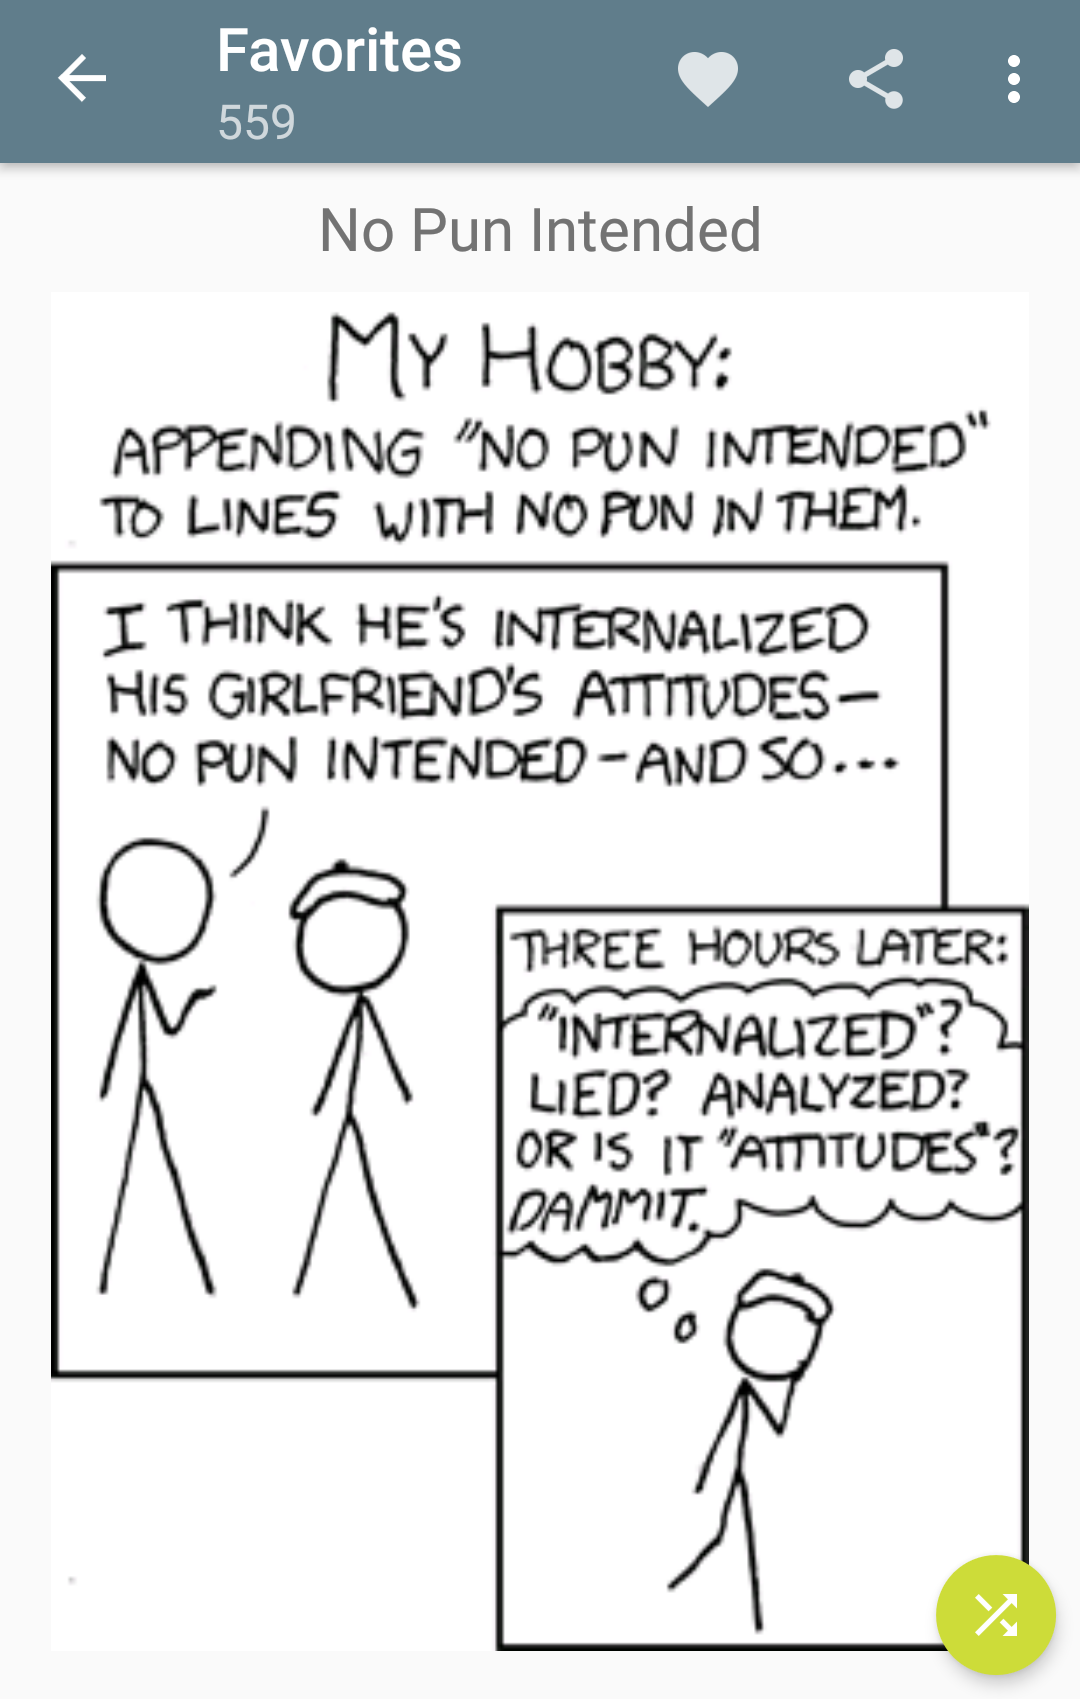 Favorites
559
No Pun Intended
MY HOBBY:
APPENDING "NO PUN INTENDED"
TO LINES WITH NO PUN IN THEM.
I THINK HE'S INTERNALIZED
HIS GIRLFRIEND'S ATTITUDES—
NO PUN INTENDED—AND SO...
THREE HOURS LATER:
"INTERNALIZED"?
LIED? ANALYZED?
OR IS IT "ATTITUDES"?
DAMMIT.